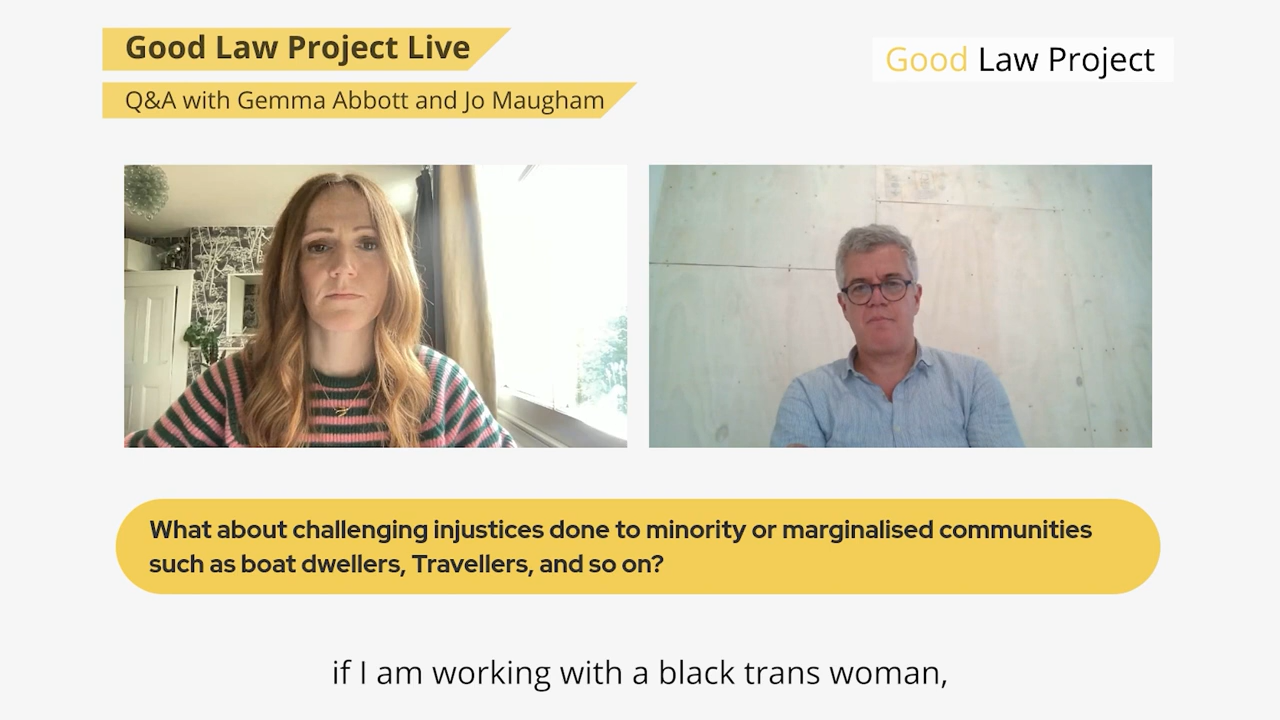 Good Law Project Live
Good Law Project
Q&A with Gemma Abbott and Jo Maugham
What about challenging injustices done to minority or marginalised communities
such as boat dwellers, Travellers, and so on?
if I am working with a black trans woman,